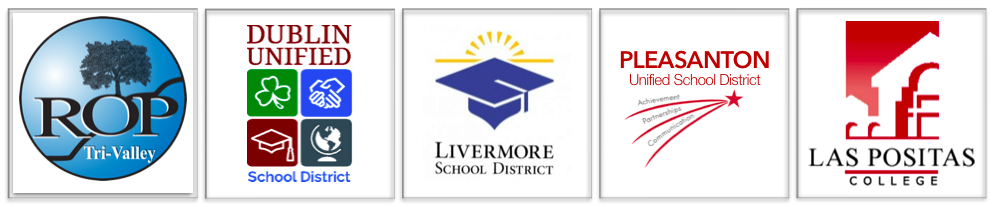 ROP
Tri-Valley
DUBLIN
UNIFIED
School District
LIVERMORE
SCHOOL DISTRICT
PLEASANTON
Unified School District
Achievement
Partnerships
Communication
LAS POSITAS
COLLEGE